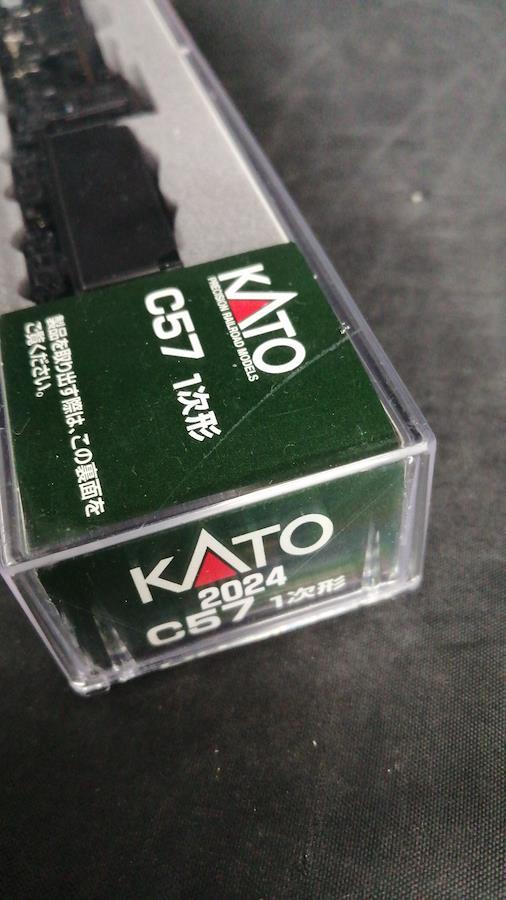 KATO
PRECISION RAILROAD MODELS
C57 1次形
製品を取り出す際は、この裏面を
ご覧ください。
KATO
2024
C57 1次形